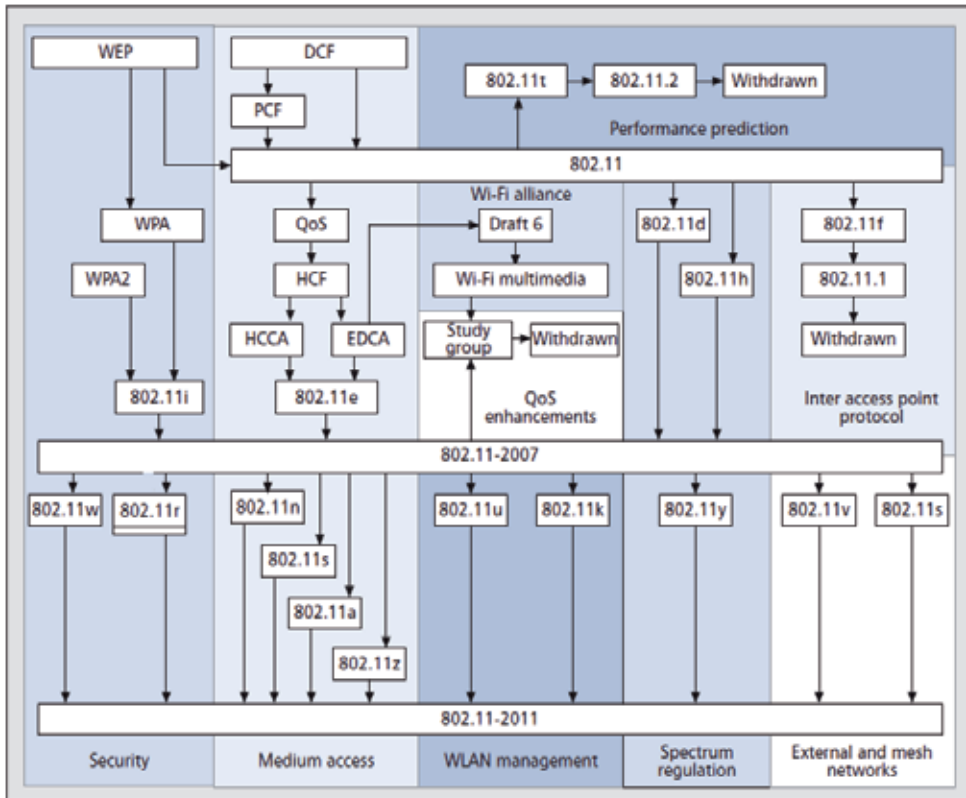 WEP
DCF
802.11t
802.11.2
Withdrawn
PCF
Performance prediction
802.11
Wi-Fi alliance
WPA
QoS
Draft 6
802.11d
802.11f
WPA2
HCF
Wi-Fi multimedia
802.11h
802.11.1
HCCA
EDCA
Study
group
Withdrawn
Withdrawn
802.11i
802.11e
QoS
enhancements
Inter access point
protocol
802.11-2007
802.11w
802.11r
802.11n
802.11u
802.11k
802.11y
802.11v
802.11s
802.11s
802.11a
802.11z
802.11-2011
Security
Medium access
WLAN management
Spectrum
regulation
External and mesh
networks